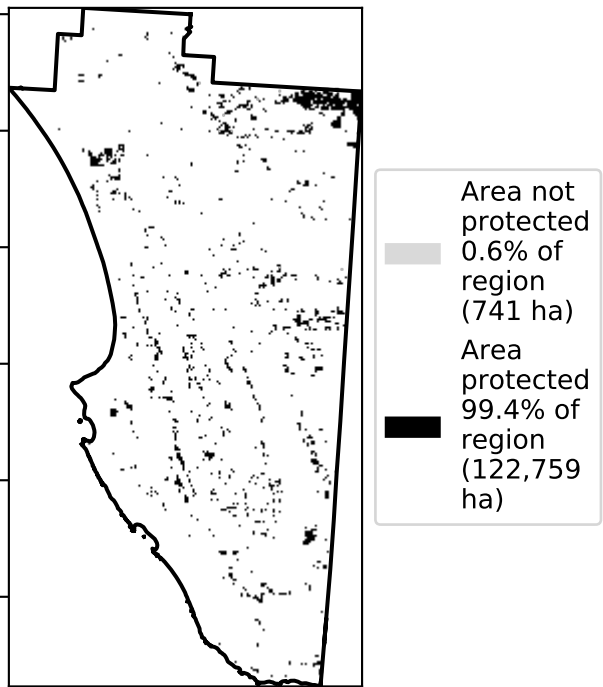 Area not
protected
0.6% of
region
(741 ha)
Area
protected
99.4% of
region
(122,759
ha)